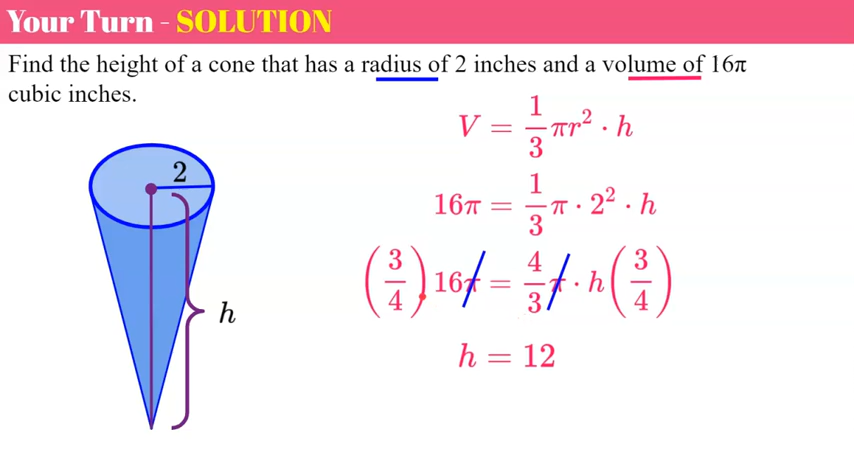 Your Turn - SOLUTION
Find the height of a cone that has a radius of 2 inches and a volume of 16π
cubic inches.
V = 1/3 πr² · h
16π = 1/3 π · 2² · h
(3/4) 16π = 4/3 π · h (3/4)
h = 12
2
h